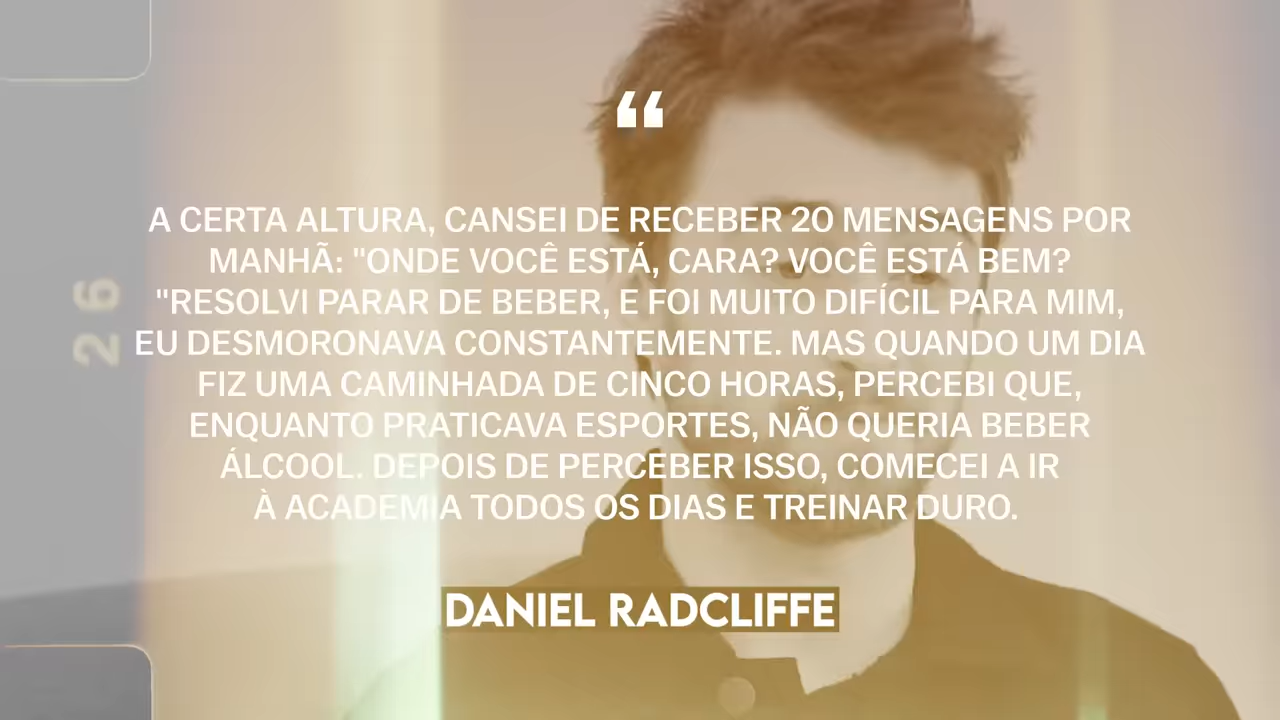 “
A CERTA ALTURA, CANSEI DE RECEBER 20 MENSAGENS POR
MANHÃ: "ONDE VOCÊ ESTÁ, CARA? VOCÊ ESTÁ BEM?
"RESOLVI PARAR DE BEBER, E FOI MUITO DIFÍCIL PARA MIM,
EU DESMORONAVA CONSTANTEMENTE. MAS QUANDO UM DIA
FIZ UMA CAMINHADA DE CINCO HORAS, PERCEBI QUE,
ENQUANTO PRATICAVA ESPORTES, NÃO QUERIA BEBER
ÁLCOOL. DEPOIS DE PERCEBER ISSO, COMECEI A IR
À ACADEMIA TODOS OS DIAS E TREINAR DURO.
DANIEL RADCLIFFE
26